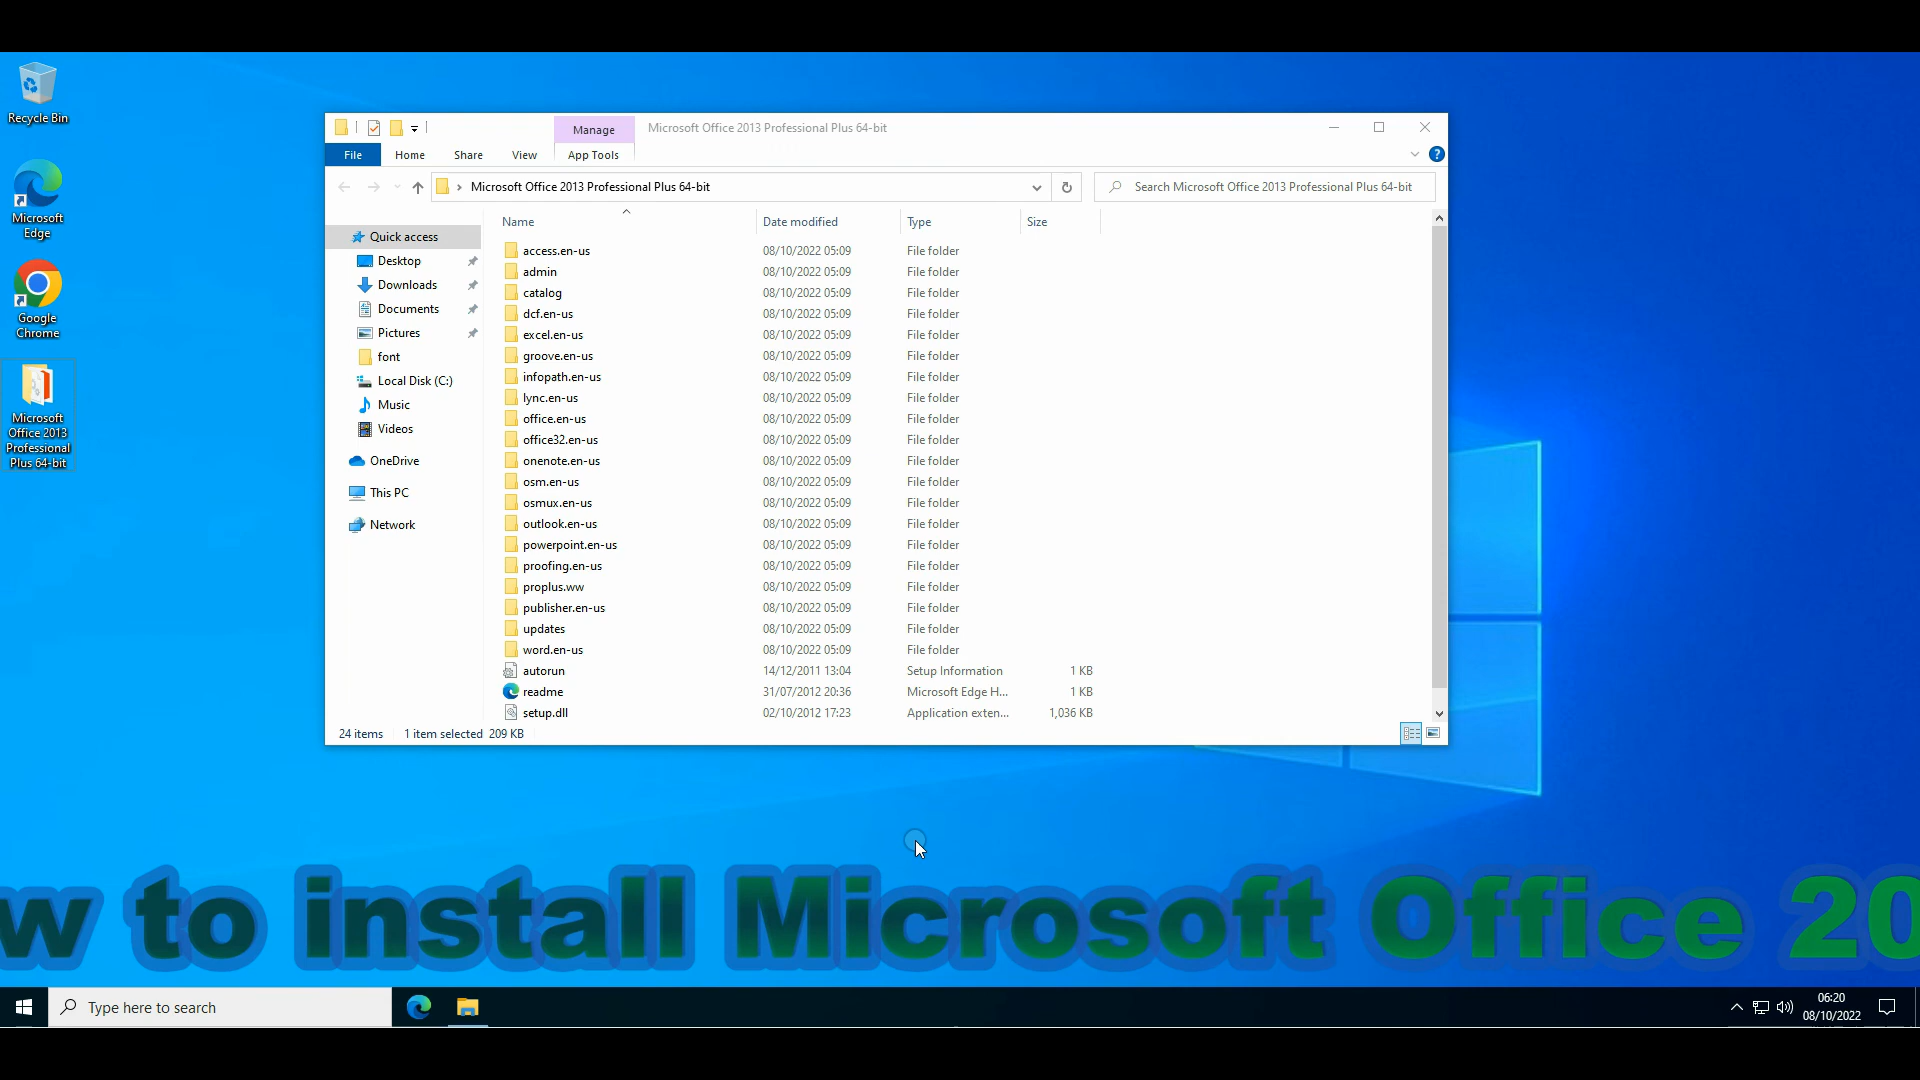 Recycle Bin
Microsoft
Edge
Google
Chrome
Microsoft
Office 2013
Professional
Plus 64-bit
Manage
Microsoft Office 2013 Professional Plus 64-bit
File
Home
Share
View
App Tools
Microsoft Office 2013 Professional Plus 64-bit
Search Microsoft Office 2013 Professional Plus 64-bit
Quick access
Desktop
Downloads
Documents
Pictures
font
Local Disk (C:)
Music
Videos
OneDrive
This PC
Network
Name Date modified Type Size
access.en-us 08/10/2022 05:09 File folder
admin 08/10/2022 05:09 File folder
catalog 08/10/2022 05:09 File folder
dcf.en-us 08/10/2022 05:09 File folder
excel.en-us 08/10/2022 05:09 File folder
groove.en-us 08/10/2022 05:09 File folder
infopath.en-us 08/10/2022 05:09 File folder
lync.en-us 08/10/2022 05:09 File folder
office.en-us 08/10/2022 05:09 File folder
office32.en-us 08/10/2022 05:09 File folder
onenote.en-us 08/10/2022 05:09 File folder
osm.en-us 08/10/2022 05:09 File folder
osmux.en-us 08/10/2022 05:09 File folder
outlook.en-us 08/10/2022 05:09 File folder
powerpoint.en-us 08/10/2022 05:09 File folder
proofing.en-us 08/10/2022 05:09 File folder
proplus.ww 08/10/2022 05:09 File folder
publisher.en-us 08/10/2022 05:09 File folder
updates 08/10/2022 05:09 File folder
word.en-us 08/10/2022 05:09 File folder
autorun 14/12/2011 13:04 Setup Information 1 KB
readme 31/07/2012 20:36 Microsoft Edge H... 1 KB
setup.dll 02/10/2012 17:23 Application exten... 1,036 KB
24 items 1 item selected 209 KB
w to install Microsoft Office 20
Type here to search
06:20
08/10/2022